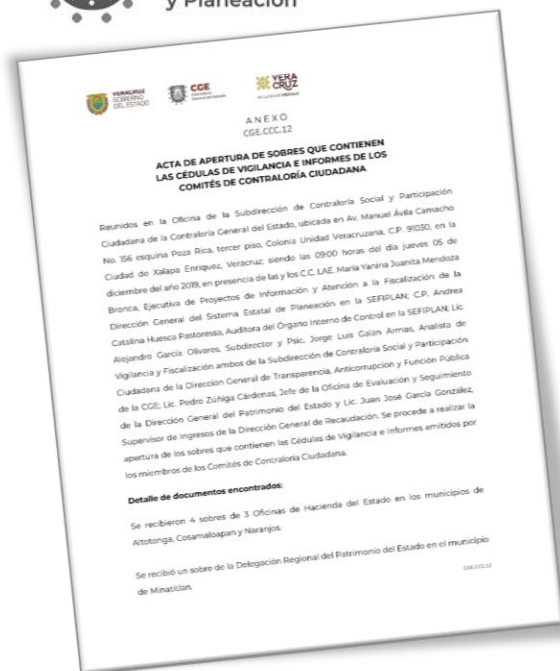 y Planeación
VERACRUZ
GOBIERNO
DEL ESTADO
CGE
VERA
CRUZ
ANEXO
CGE.CCC.12
ACTA DE APERTURA DE SOBRES QUE CONTIENEN
LAS CÉDULAS DE VIGILANCIA E INFORMES DE LOS
COMITÉS DE CONTRALORÍA CIUDADANA
Reunidos en la Oficina de la Subdirección de Contraloría Social y Participación
Ciudadana de la Contraloría General del Estado, ubicada en Av. Manuel Ávila Camacho
No. 156 esquina Poza Rica, tercer piso, Colonia Unidad Veracruzana, C.P. 91030, en la
Ciudad de Xalapa Enríquez, Veracruz; siendo las 09:00 horas del día jueves 05 de
diciembre del año 2019, en presencia de las y los C.C. LAE. María Yanina Juanita Mendoza
Bronca, Ejecutiva de Proyectos de Información y Atención a la Fiscalización de la
Dirección General del Sistema Estatal de Planeación en la SEFIPLAN; C.P. Andrea
Catalina Huesca Pastoressa, Auditora del Órgano Interno de Control en la SEFIPLAN; Lic.
Alejandro García Olivares, Subdirector y Psic. Jorge Luis Galán Armas, Analista de
Vigilancia y Fiscalización ambos de la Subdirección de Contraloría Social y Participación
Ciudadana de la Dirección General de Transparencia, Anticorrupción y Función Pública
de la CGE; Lic. Pedro Zúñiga Cárdenas, Jefe de la Oficina de Evaluación y Seguimiento
de la Dirección General del Patrimonio del Estado y Lic. Juan José García González,
Supervisor de Ingresos de la Dirección General de Recaudación. Se procede a realizar la
apertura de los sobres que contienen las Cédulas de Vigilancia e Informes emitidos por
los miembros de los Comités de Contraloría Ciudadana.
Detalle de documentos encontrados:
Se recibieron 4 sobres de 3 Oficinas de Hacienda del Estado en los municipios de
Altotonga, Cosamaloapan y Naranjos.
Se recibió un sobre de la Delegación Regional del Patrimonio del Estado en el municipio
de Minatitlán.
CGE.CCC.12